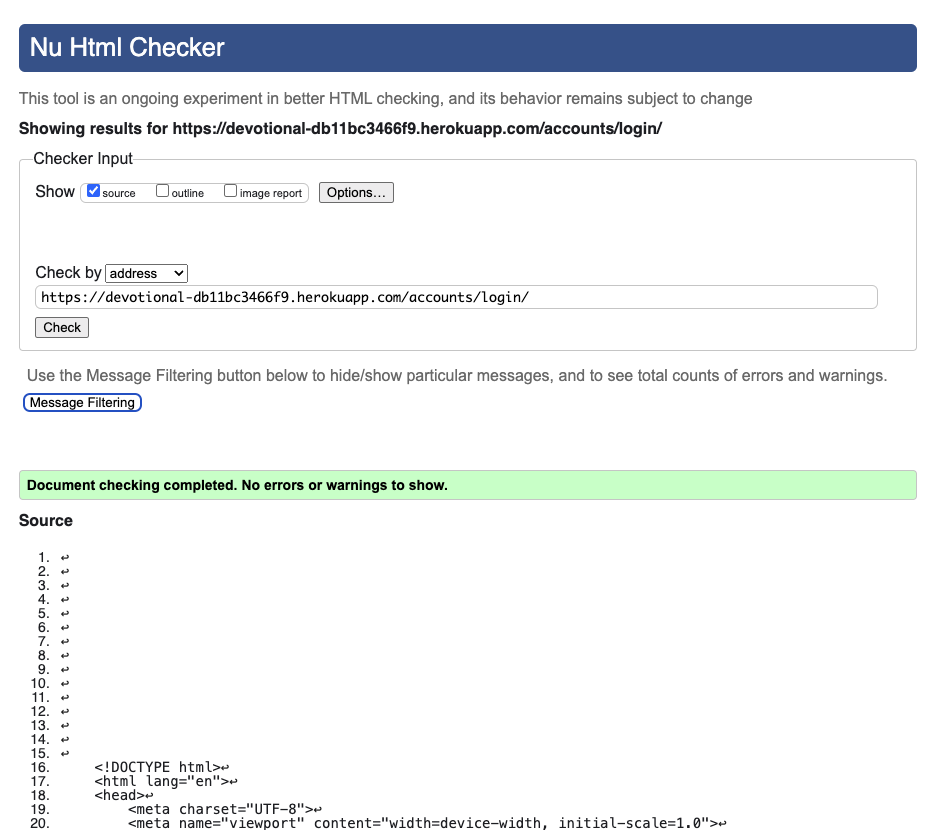 Nu Html Checker
This tool is an ongoing experiment in better HTML checking, and its behavior remains subject to change
Showing results for https://devotional-db11bc3466f9.herokuapp.com/accounts/login/
Checker Input
Show source outline image report Options...
Check by address
https://devotional-db11bc3466f9.herokuapp.com/accounts/login/
Check
Use the Message Filtering button below to hide/show particular messages, and to see total counts of errors and warnings.
Message Filtering
Document checking completed. No errors or warnings to show.
Source
1. ↩
2. ↩
3. ↩
4. ↩
5. ↩
6. ↩
7. ↩
8. ↩
9. ↩
10. ↩
11. ↩
12. ↩
13. ↩
14. ↩
15. ↩
16. <!DOCTYPE html>↩
17. <html lang="en">↩
18. <head>↩
19. <meta charset="UTF-8">↩
20. <meta name="viewport" content="width=device-width, initial-scale=1.0">↩